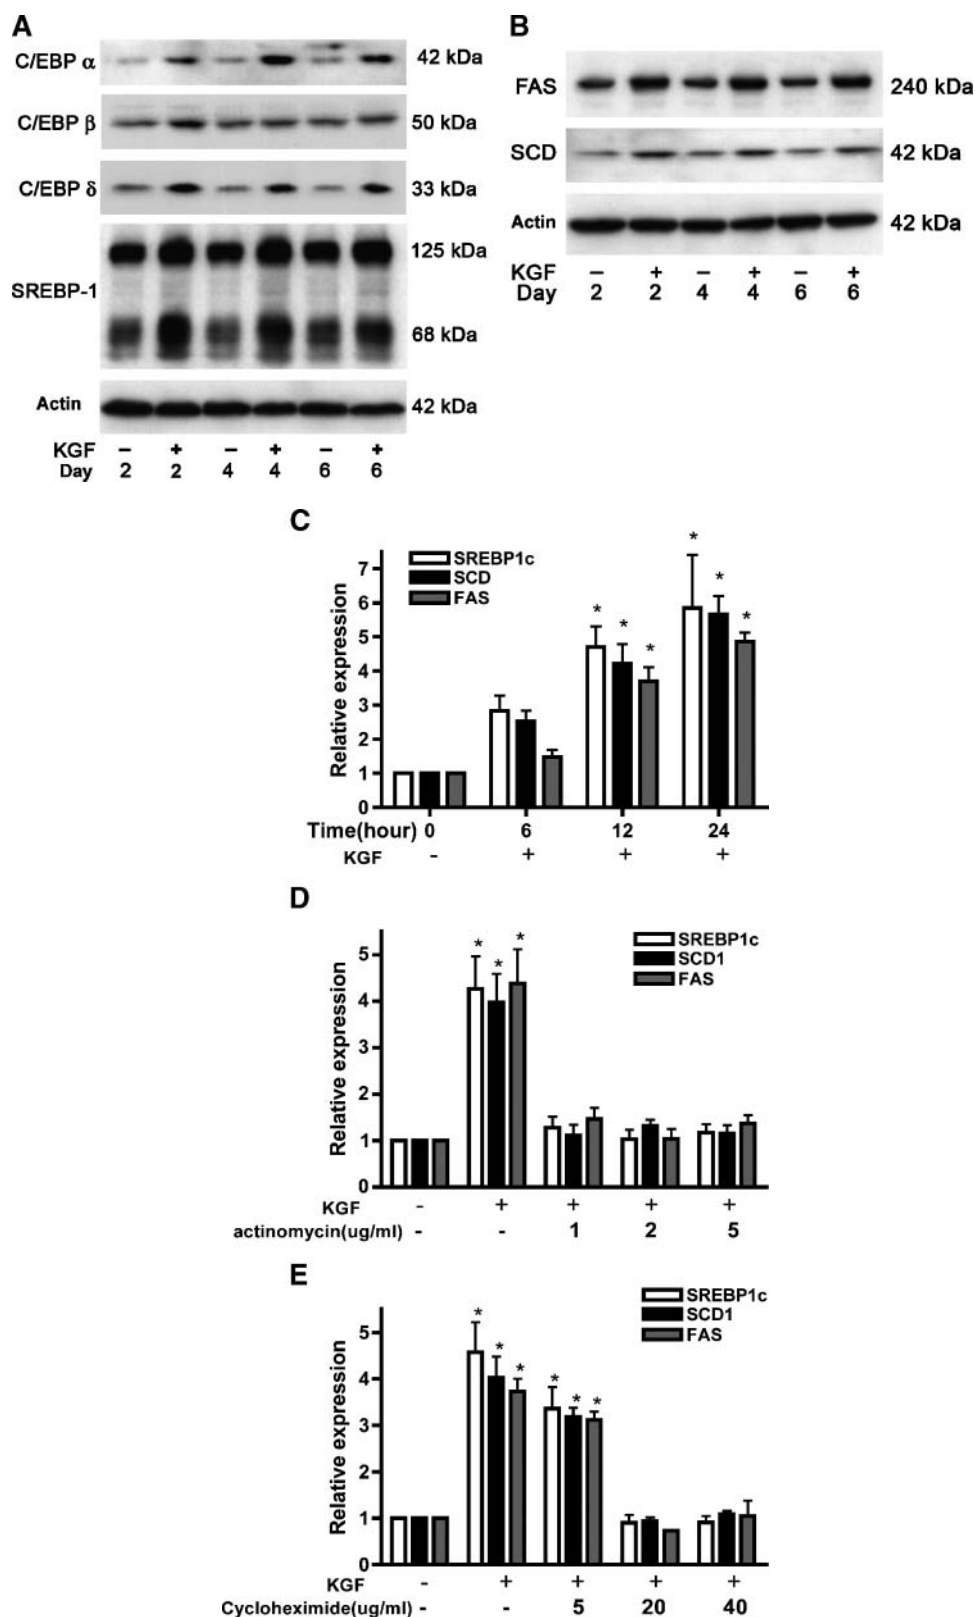 A
C/EBP α 42 kDa
C/EBP β 50 kDa
C/EBP δ 33 kDa
125 kDa
SREBP-1
68 kDa
Actin 42 kDa
KGF − + − + − +
Day 2 2 4 4 6 6
B
FAS 240 kDa
SCD 42 kDa
Actin 42 kDa
KGF − + − + − +
Day 2 2 4 4 6 6
C
SREBP1c
SCD
FAS
Relative expression
7
6
5
4
3
2
1
0
* * *
* * *
Time(hour) 0 6 12 24
KGF - + + +
D
SREBP1c
SCD1
FAS
Relative expression
5
4
3
2
1
0
* * *
KGF - + + + +
actinomycin(ug/ml) - - 1 2 5
E
SREBP1c
SCD1
FAS
Relative expression
5
4
3
2
1
0
* * *
* * *
KGF - + + + +
Cycloheximide(ug/ml) - - 5 20 40